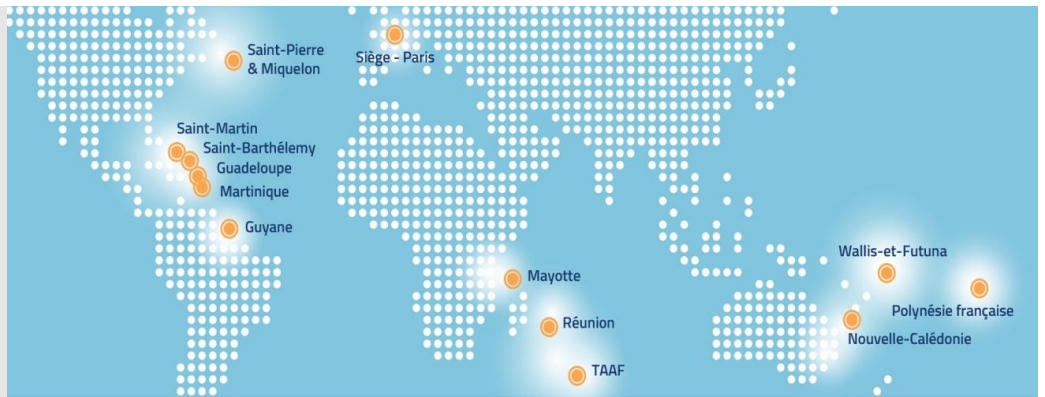 Saint-Pierre
& Miquelon
Siège - Paris
Saint-Martin
Saint-Barthélemy
Guadeloupe
Martinique
Guyane
Mayotte
Réunion
TAAF
Wallis-et-Futuna
Polynésie française
Nouvelle-Calédonie